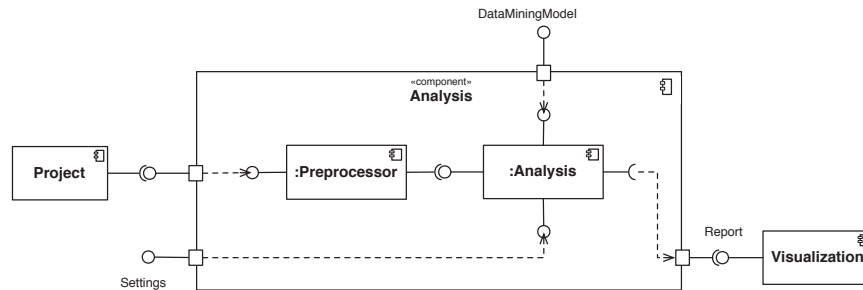 DataMiningModel
«component»
Analysis
Project
:Preprocessor
:Analysis
Report
Visualization
Settings